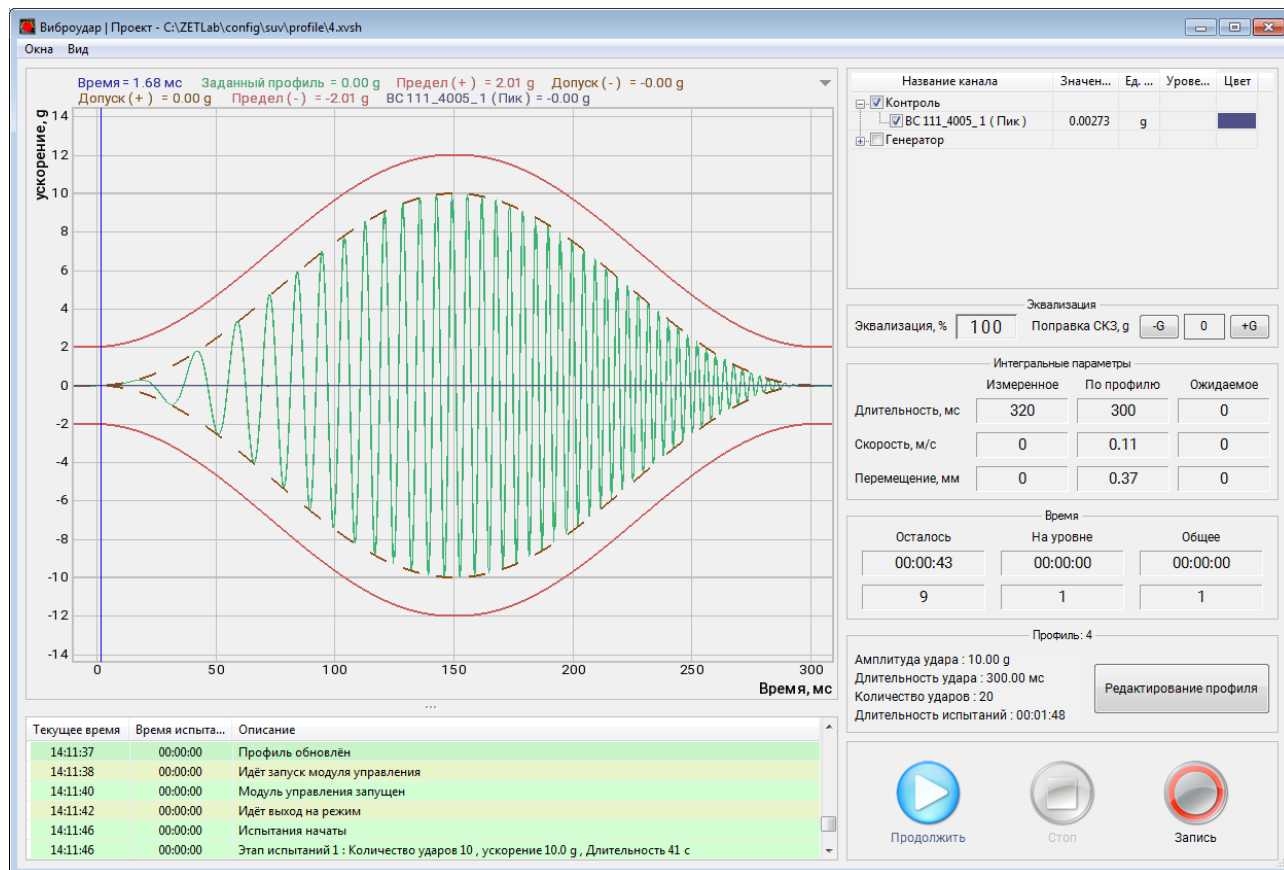 Виброудар | Проект - C:\ZETLab\config\suv\profile\4.xvsh
Окна Вид
Время = 1.68 мс Заданный профиль = 0.00 g Предел ( + ) = 2.01 g Допуск ( - ) = -0.00 g
Допуск ( + ) = 0.00 g Предел ( - ) = -2.01 g ВС 111_4005_1 ( Пик ) = -0.00 g
ускорение, g
14
12
10
8
6
4
2
0
-2
-4
-6
-8
-10
-12
-14
0 50 100 150 200 250 300
Время, мс
Текущее время Время испыта... Описание
14:11:37 00:00:00 Профиль обновлён
14:11:38 00:00:00 Идёт запуск модуля управления
14:11:40 00:00:00 Модуль управления запущен
14:11:42 00:00:00 Идёт выход на режим
14:11:46 00:00:00 Испытания начаты
14:11:46 00:00:00 Этап испытаний 1 : Количество ударов 10 , ускорение 10.0 g , Длительность 41 с
Название канала Значен... Ед. ... Урове... Цвет
Контроль
ВС 111_4005_1 ( Пик ) 0.00273 g
Генератор
Эквализация
Эквализация, % 100 Поправка СКЗ, g -G 0 +G
Интегральные параметры
Измеренное По профилю Ожидаемое
Длительность, мс 320 300 0
Скорость, м/с 0 0.11 0
Перемещение, мм 0 0.37 0
Время
Осталось На уровне Общее
00:00:43 00:00:00 00:00:00
9 1 1
Профиль: 4
Амплитуда удара : 10.00 g
Длительность удара : 300.00 мс
Количество ударов : 20
Длительность испытаний : 00:01:48
Редактирование профиля
Продолжить Стоп Запись